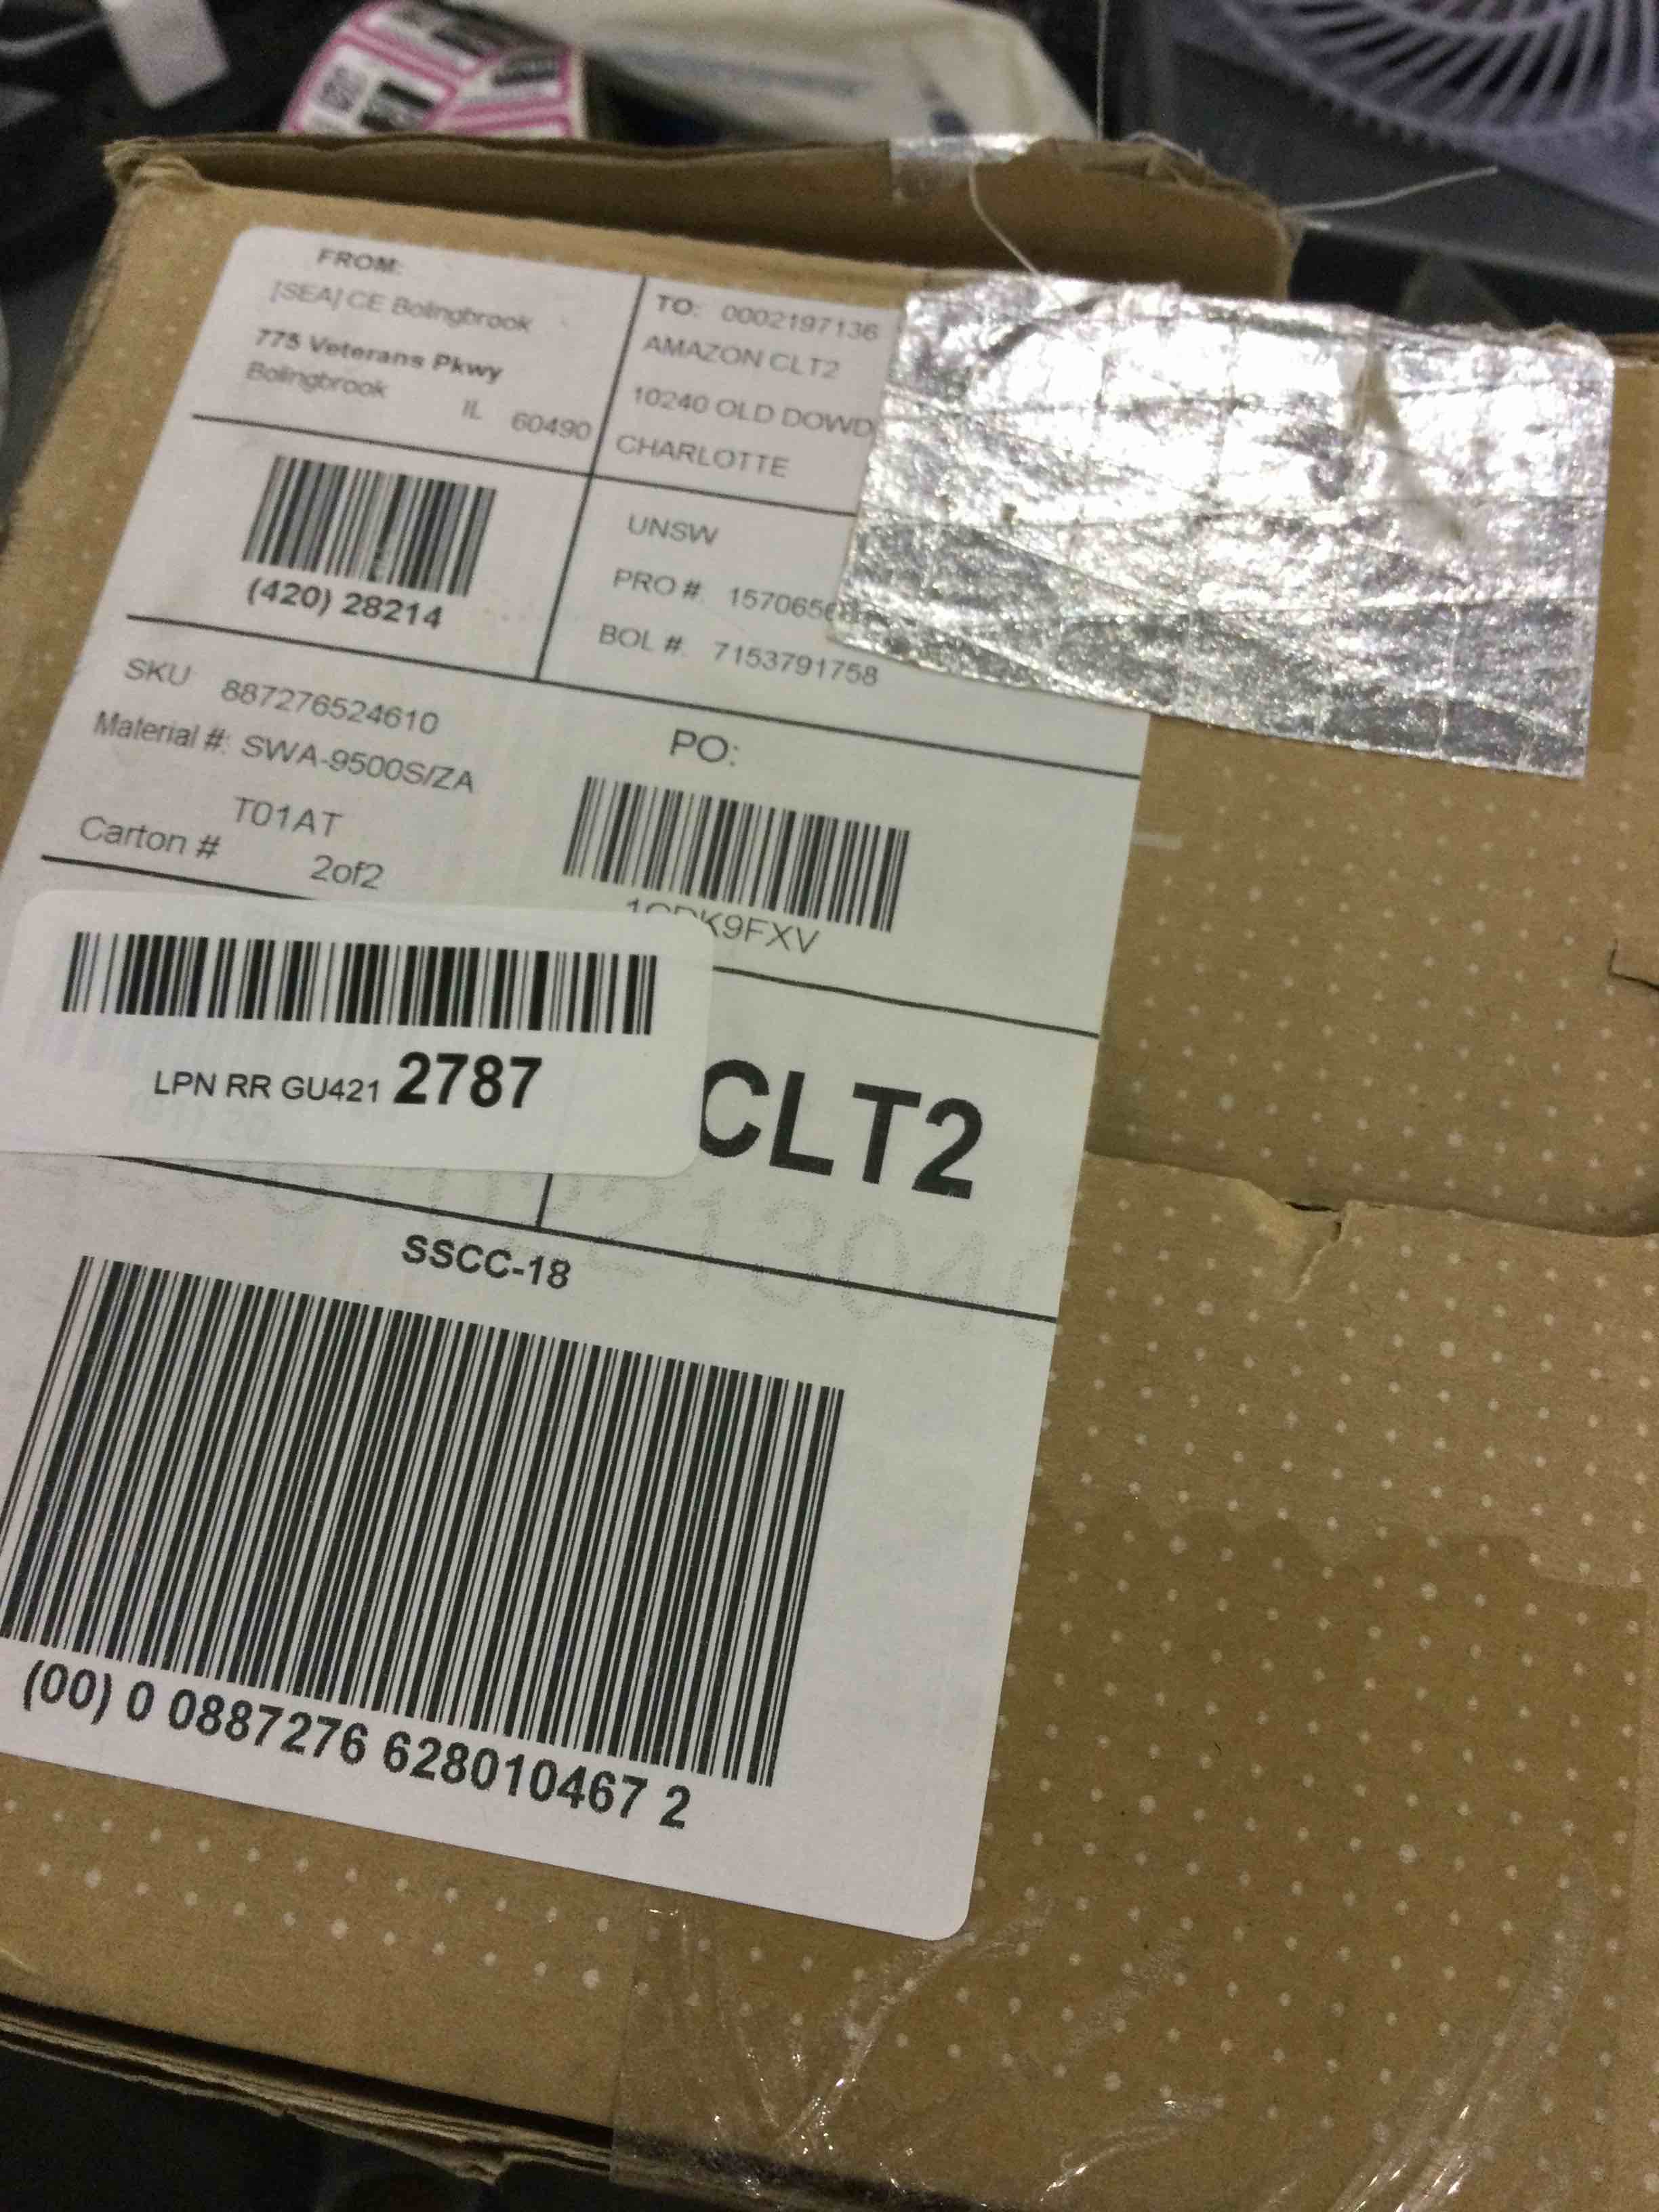 FROM:
[SEA] CE Bolingbrook
775 Veterans Pkwy
Bolingbrook IL 60490
TO: 0002197136
AMAZON CLT2
10240 OLD DOWD
CHARLOTTE
(420) 28214
UNSW
PRO #.
BOL #. 7153791758
SKU 887276524610
Material #: SWA-9500S/ZA
T01AT
Carton # 2of2
PO:
LPN RR GU421 2787
CLT2
SSCC-18
(00) 0 0887276 628010467 2